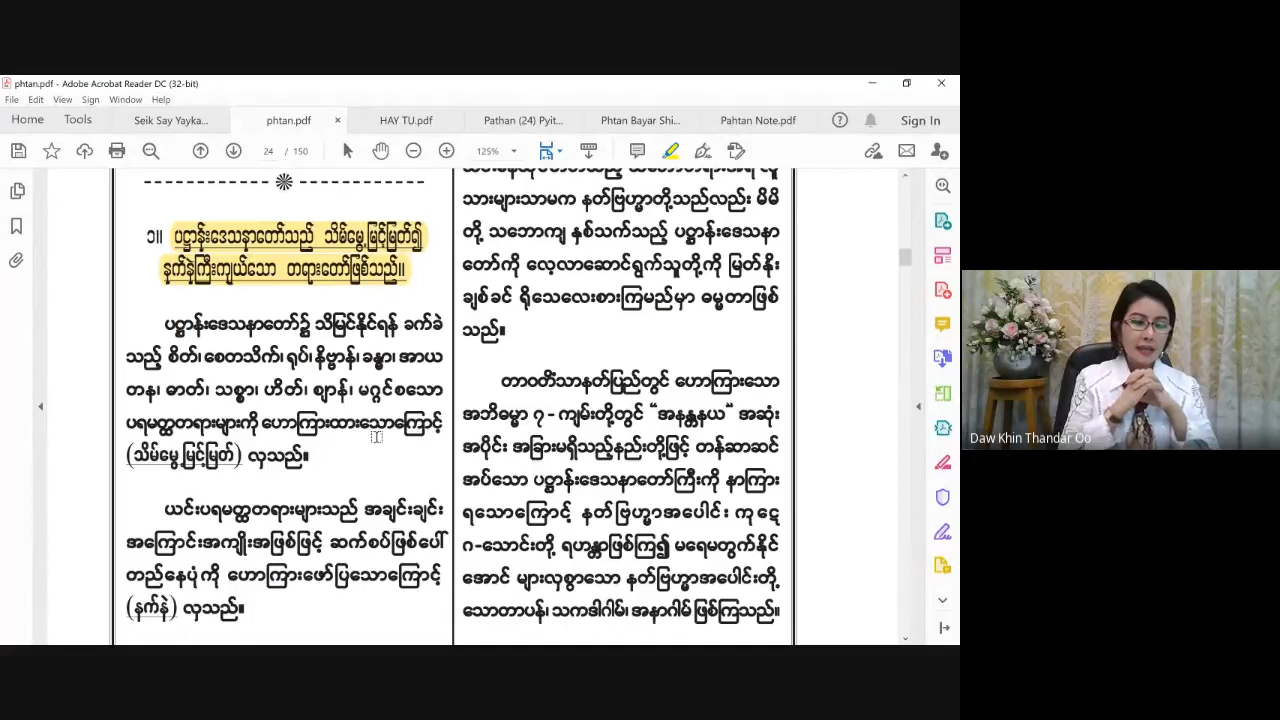 phtan.pdf - Adobe Acrobat Reader DC (32-bit)
File Edit View Sign Window Help
Home Tools Seik Say Yayka... phtan.pdf HAY TU.pdf Pathan (24) Pyit... Phtan Bayar Shi... Pahtan Note.pdf Sign In
24 / 150 125%
၁။ ပဋ္ဌာန်းဒေသနာတော်သည် သိမ်မွေ့မြင့်မြတ်၍
နက်နဲကြီးကျယ်သော တရားတော်ဖြစ်သည်။
ပဋ္ဌာန်းဒေသနာတော်၌ သိမြင်နိုင်ရန် ခက်ခဲ
သည့် စိတ်၊ စေတသိက်၊ ရုပ်၊ နိဗ္ဗာန်၊ ခန္ဓာ၊ အာယ
တန၊ ဓာတ်၊ သစ္စာ၊ ဟိတ်၊ ဈာန်၊ မဂ္ဂင်စသော
ပရမတ္ထတရားများကို ဟောကြားထားသောကြောင့်
(သိမ်မွေ့မြင့်မြတ်) လှသည်။
ယင်းပရမတ္ထတရားများသည် အချင်းချင်း
အကြောင်းအကျိုးအဖြစ်ဖြင့် ဆက်စပ်ဖြစ်ပေါ်
တည်နေပုံကို ဟောကြားဖော်ပြသောကြောင့်
(နက်နဲ) လှသည်။
သားများသာမက နတ်ဗြဟ္မာတို့သည်လည်း မိမိ
တို့ သဘောကျ နှစ်သက်သည့် ပဋ္ဌာန်းဒေသနာ
တော်ကို လေ့လာဆောင်ရွက်သူတို့ကို မြတ်နိုး
ချစ်ခင် ရိုသေလေးစားကြမည်မှာ ဓမ္မတာဖြစ်
သည်။
တာဝတိံသာနတ်ပြည်တွင် ဟောကြားသော
အဘိဓမ္မာ ၇-ကျမ်းတို့တွင် “အနန္တနယ” အဆုံး
အပိုင်း အခြားမရှိသည့်နည်းတို့ဖြင့် တန်ဆာဆင်
အပ်သော ပဋ္ဌာန်းဒေသနာတော်ကြီးကို နာကြား
ရသောကြောင့် နတ်ဗြဟ္မာအပေါင်း ကုဋေ
၈-သောင်းတို့ ရဟန္တာဖြစ်ကြ၍ မရေမတွက်နိုင်
အောင် များလှစွာသော နတ်ဗြဟ္မာအပေါင်းတို့
သောတာပန်၊ သကဒါဂါမ်၊ အနာဂါမ် ဖြစ်ကြသည်။
Daw Khin Thandar Oo